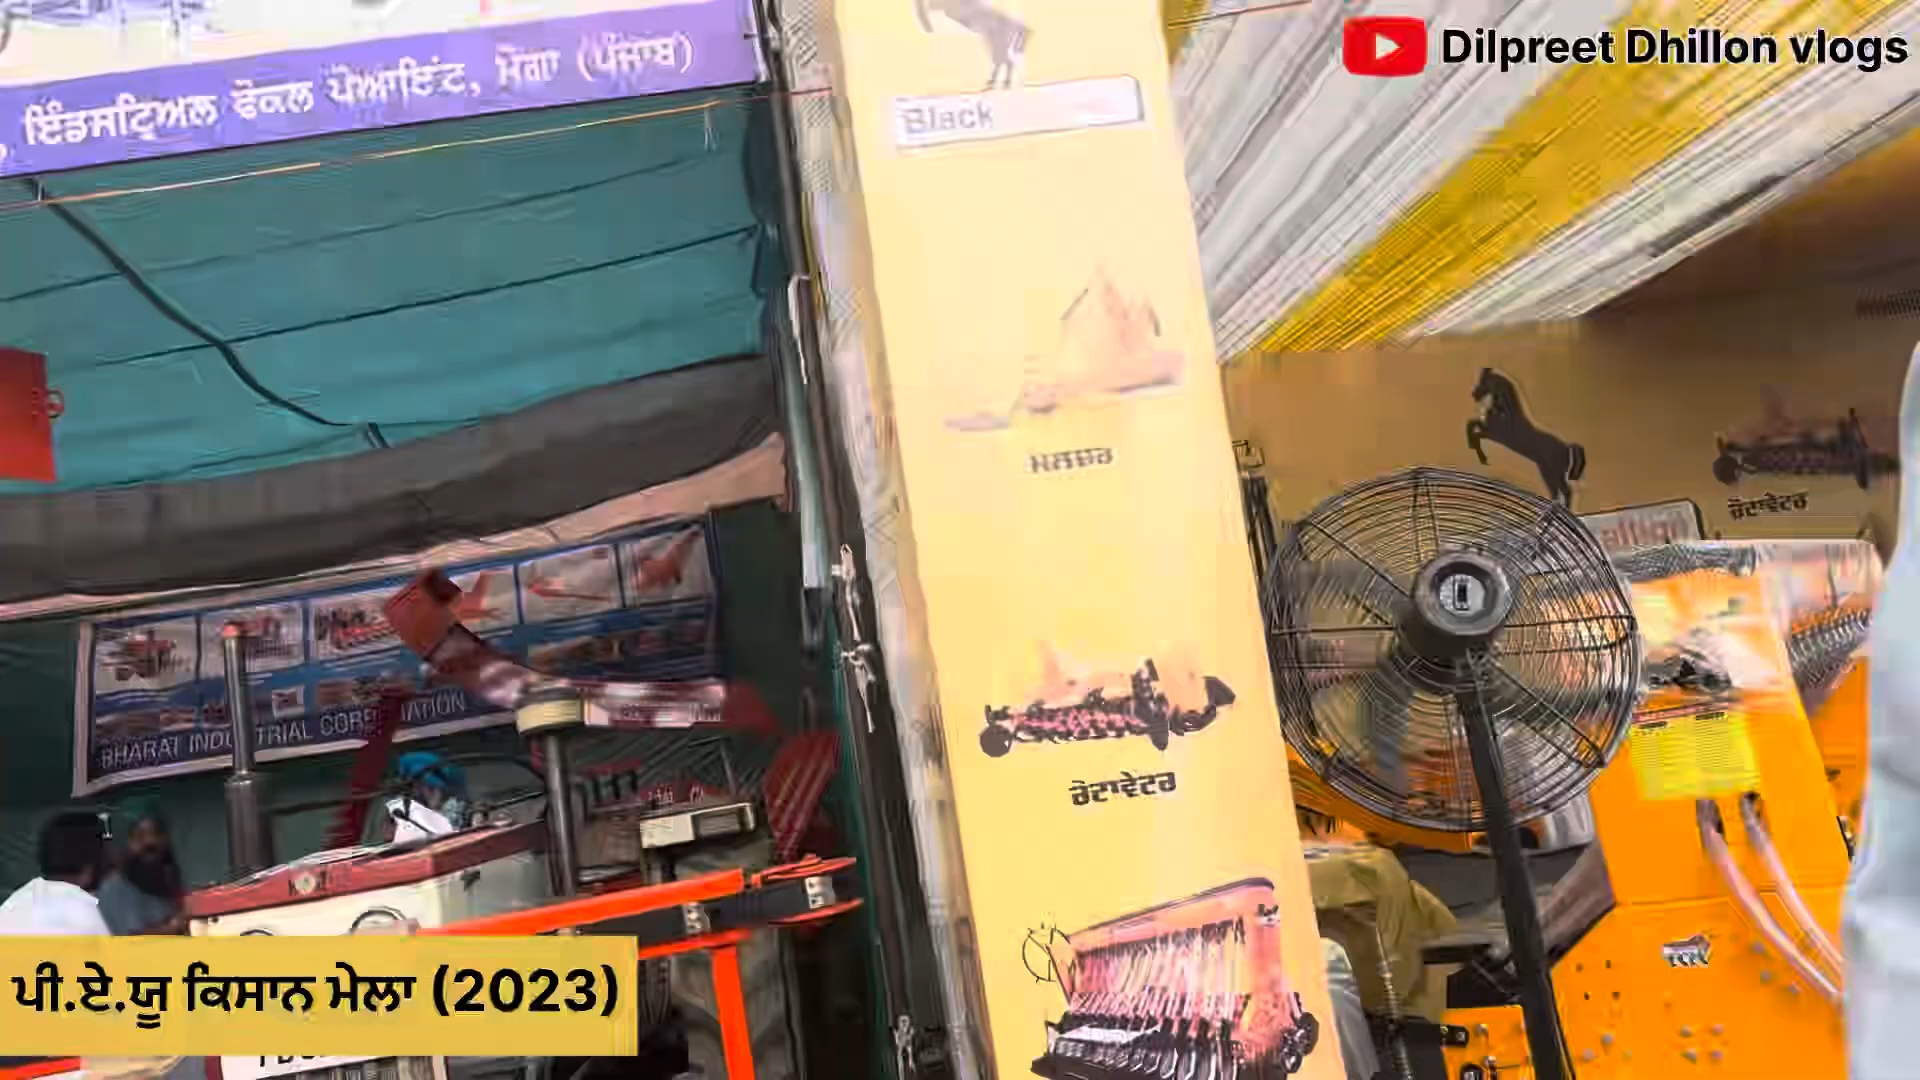 Dilpreet Dhillon vlogs
, ਇੰਡਸਟ੍ਰਿਅਲ ਫੋਕਲ ਪੋਆਇੰਟ, ਮੋਗਾ (ਪੰਜਾਬ)
Black
ਰੋਟਾਵੇਟਰ
ਰੋਟਾਵੇਟਰ
BHARAT INDUSTRIAL CORPORATION
ਪੀ.ਏ.ਯੂ ਕਿਸਾਨ ਮੇਲਾ (2023)